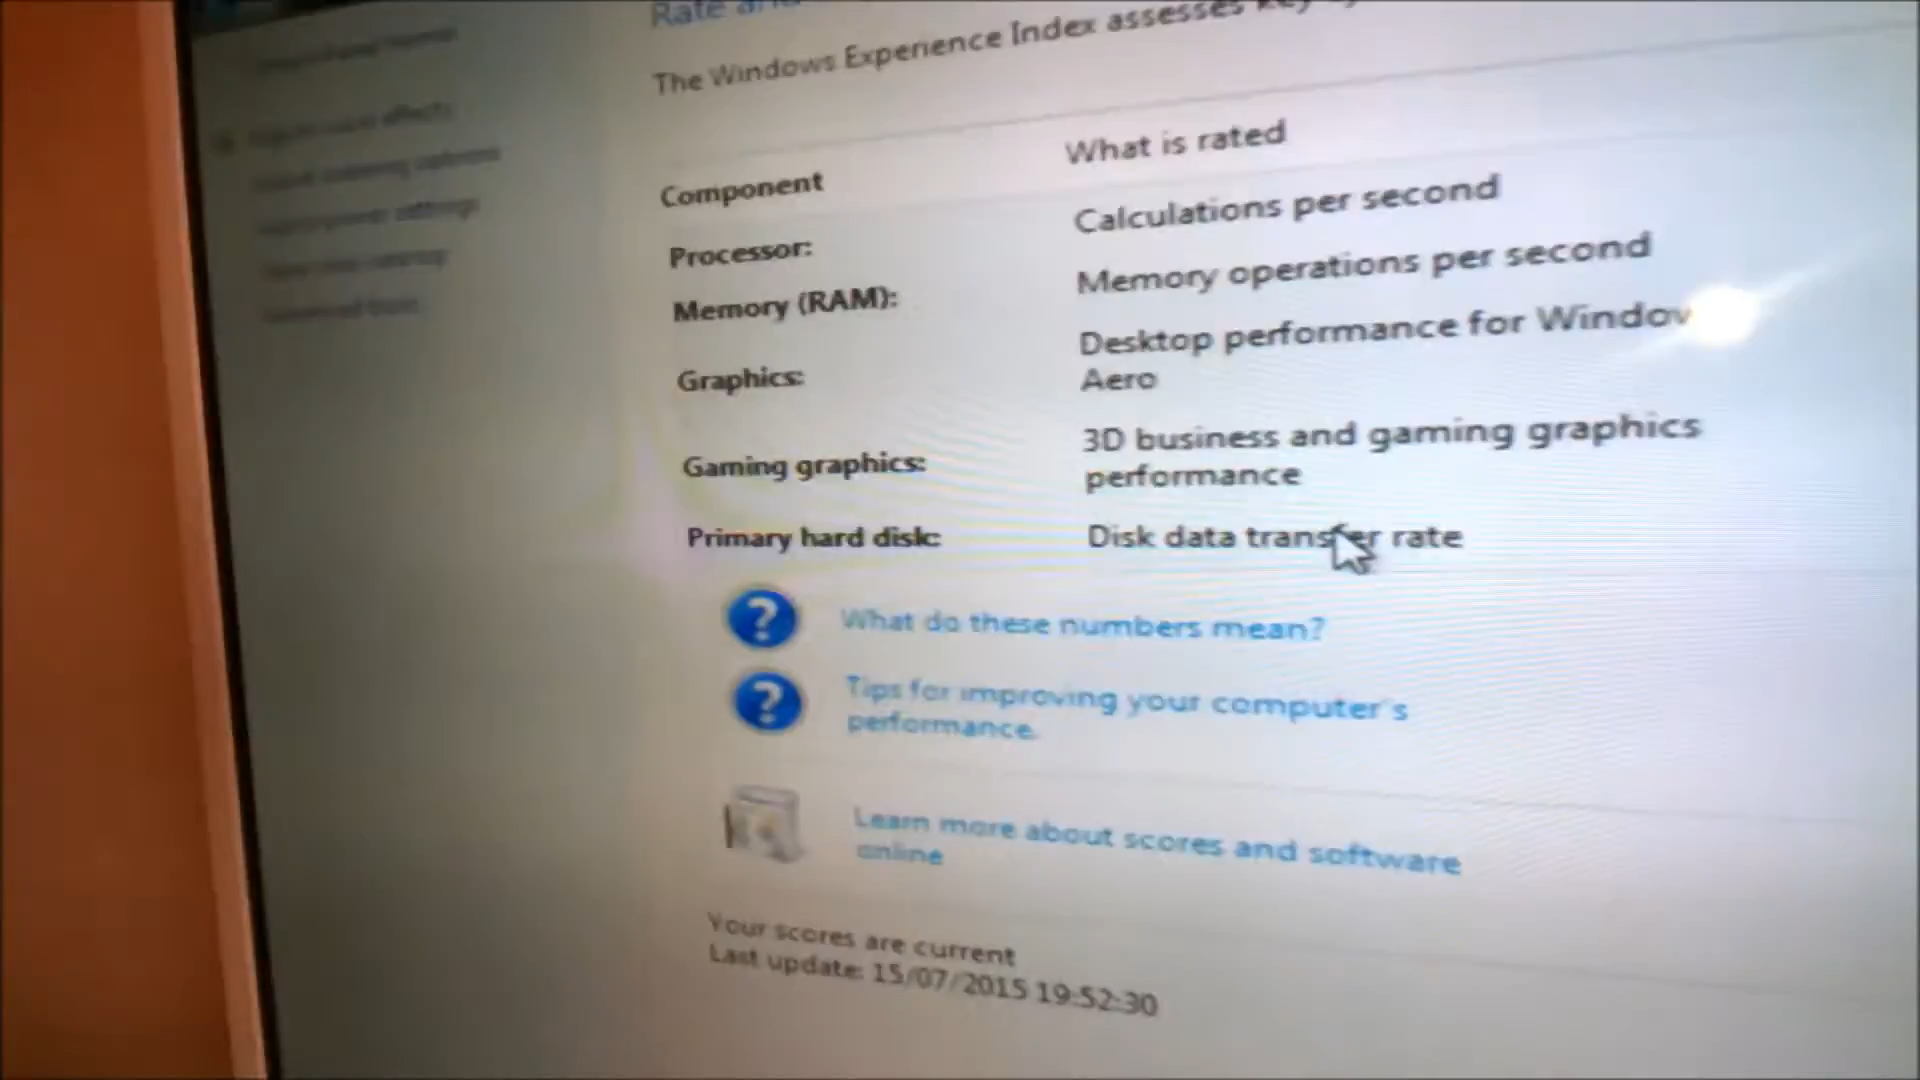 Rate
The Windows Experience Index assesses key
Component
What is rated
Processor:
Calculations per second
Memory (RAM):
Memory operations per second
Graphics:
Desktop performance for Window
Aero
Gaming graphics:
3D business and gaming graphics
performance
Primary hard disk:
Disk data transfer rate
What do these numbers mean?
Tips for improving your computer's
performance.
Learn more about scores and software
online
Your scores are current
Last update: 15/07/2015 19:52:30